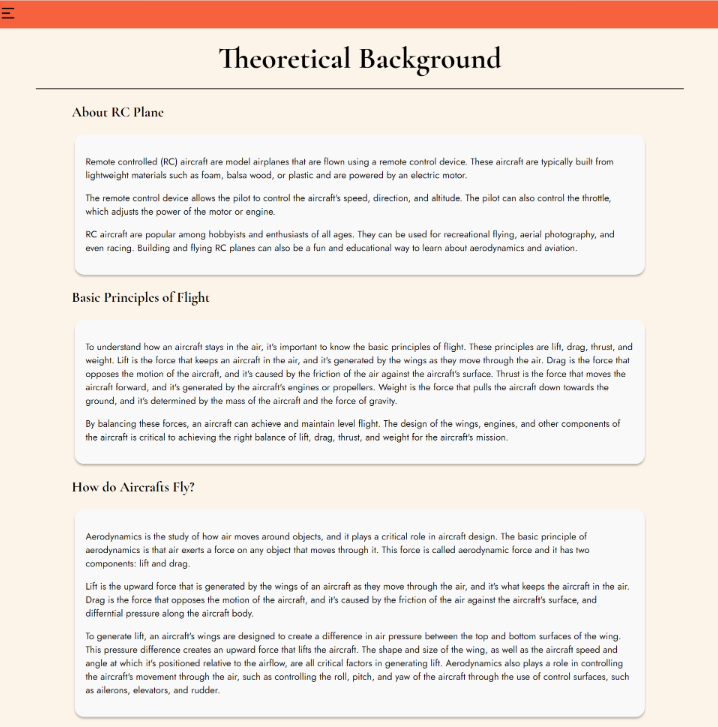 Theoretical Background
About RC Plane
Remote controlled (RC) aircraft are model airplanes that are flown using a remote control device. These aircraft are typically built from
lightweight materials such as foam, balsa wood, or plastic and are powered by an electric motor.
The remote control device allows the pilot to control the aircraft's speed, direction, and altitude. The pilot can also control the throttle,
which adjusts the power of the motor or engine.
RC aircraft are popular among hobbyists and enthusiasts of all ages. They can be used for recreational flying, aerial photography, and
even racing. Building and flying RC planes can also be a fun and educational way to learn about aerodynamics and aviation.
Basic Principles of Flight
To understand how an aircraft stays in the air, it's important to know the basic principles of flight. These principles are lift, drag, thrust, and
weight. Lift is the force that keeps an aircraft in the air, and it's generated by the wings as they move through the air. Drag is the force that
opposes the motion of the aircraft, and it's caused by the friction of the air against the aircraft's surface. Thrust is the force that moves the
aircraft forward, and it's generated by the aircraft's engines or propellers. Weight is the force that pulls the aircraft down towards the
ground, and it's determined by the mass of the aircraft and the force of gravity.
By balancing these forces, an aircraft can achieve and maintain level flight. The design of the wings, engines, and other components of
the aircraft is critical to achieving the right balance of lift, drag, thrust, and weight for the aircraft's mission.
How do Airecrafts Fly?
Aerodynamics is the study of how air moves around objects, and it plays a critical role in aircraft design. The basic principle of
aerodynamics is that air exerts a force on any object that moves through it. This force is called aerodynamic force and it has two
components: lift and drag.
Lift is the upward force that is generated by the wings of an aircraft as they move through the air, and it's what keeps the aircraft in the air.
Drag is the force that opposes the motion of the aircraft, and it's caused by the friction of the air against the aircraft's surface, and
differntial pressure along the aircraft body.
To generate lift, an aircraft's wings are designed to create a difference in air pressure between the top and bottom surfaces of the wing.
This pressure difference creates an upward force that lifts the aircraft. The shape and size of the wing, as well as the aircraft speed and
angle at which it's positioned relative to the airflow, are all critical factors in generating lift. Aerodynamics also plays a role in controlling
the aircraft's movement through the air, such as controlling the roll, pitch, and yaw of the aircraft through the use of control surfaces, such
as ailerons, elevators, and rudder.